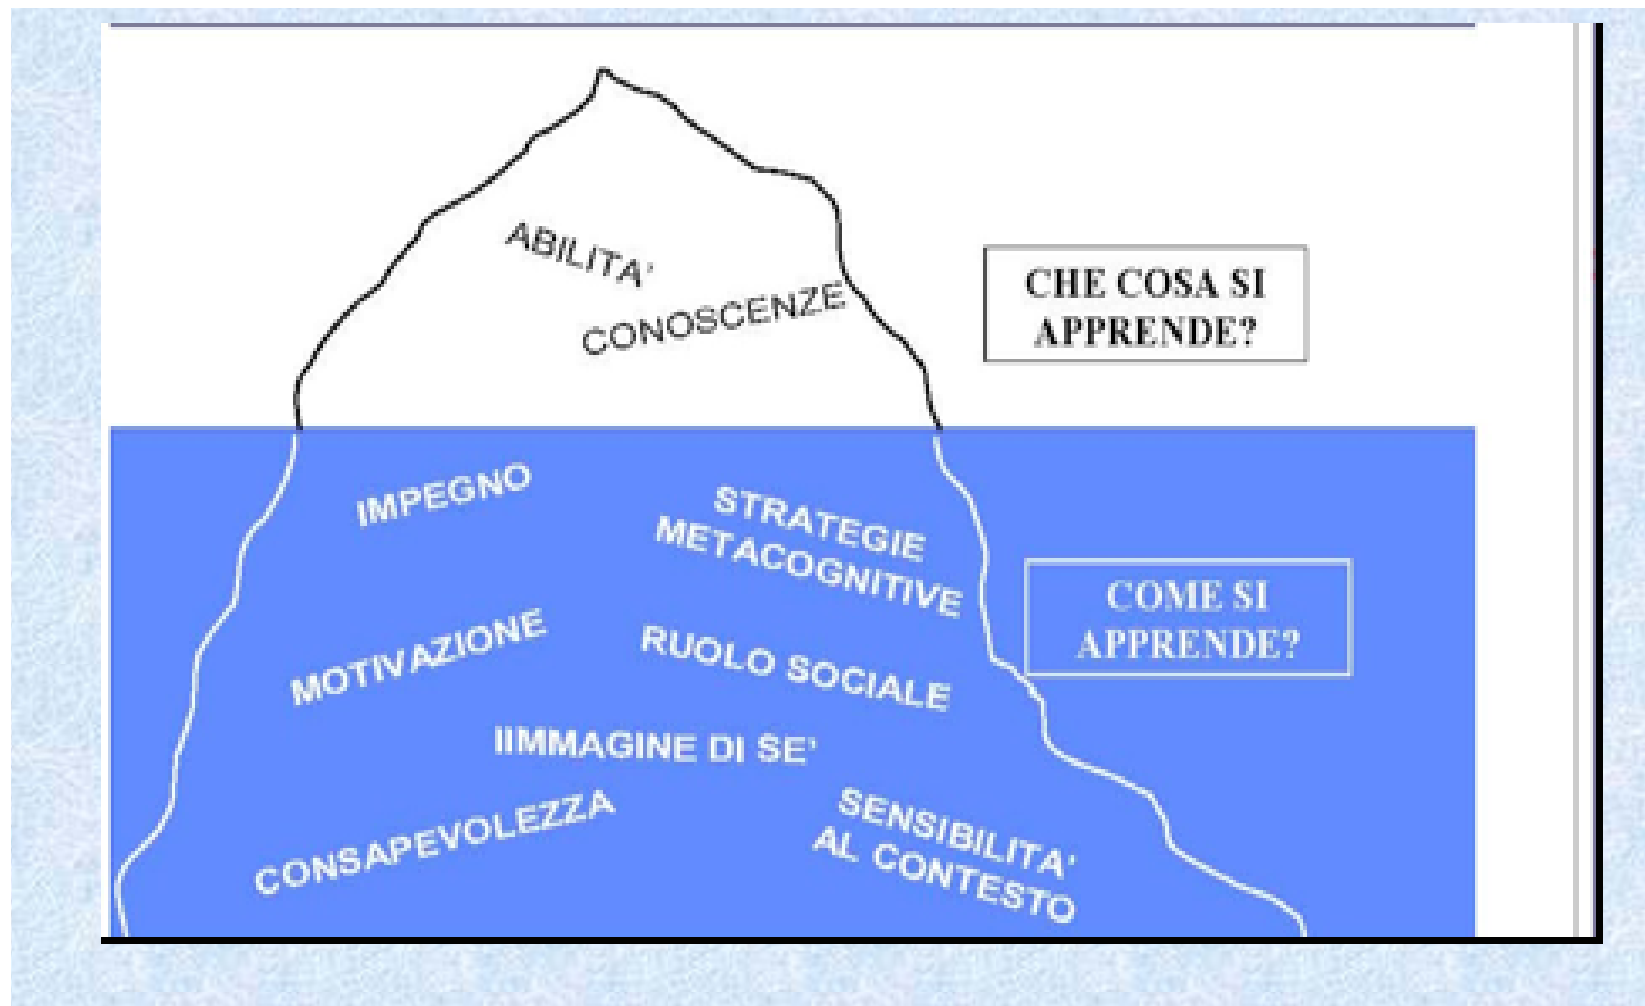 ABILITA'
CONOSCENZE
CHE COSA SI
APPRENDE?
IMPEGNO
STRATEGIE
METACOGNITIVE
COME SI
APPRENDE?
MOTIVAZIONE
RUOLO SOCIALE
IIMMAGINE DI SE'
CONSAPEVOLEZZA
SENSIBILITA'
AL CONTESTO